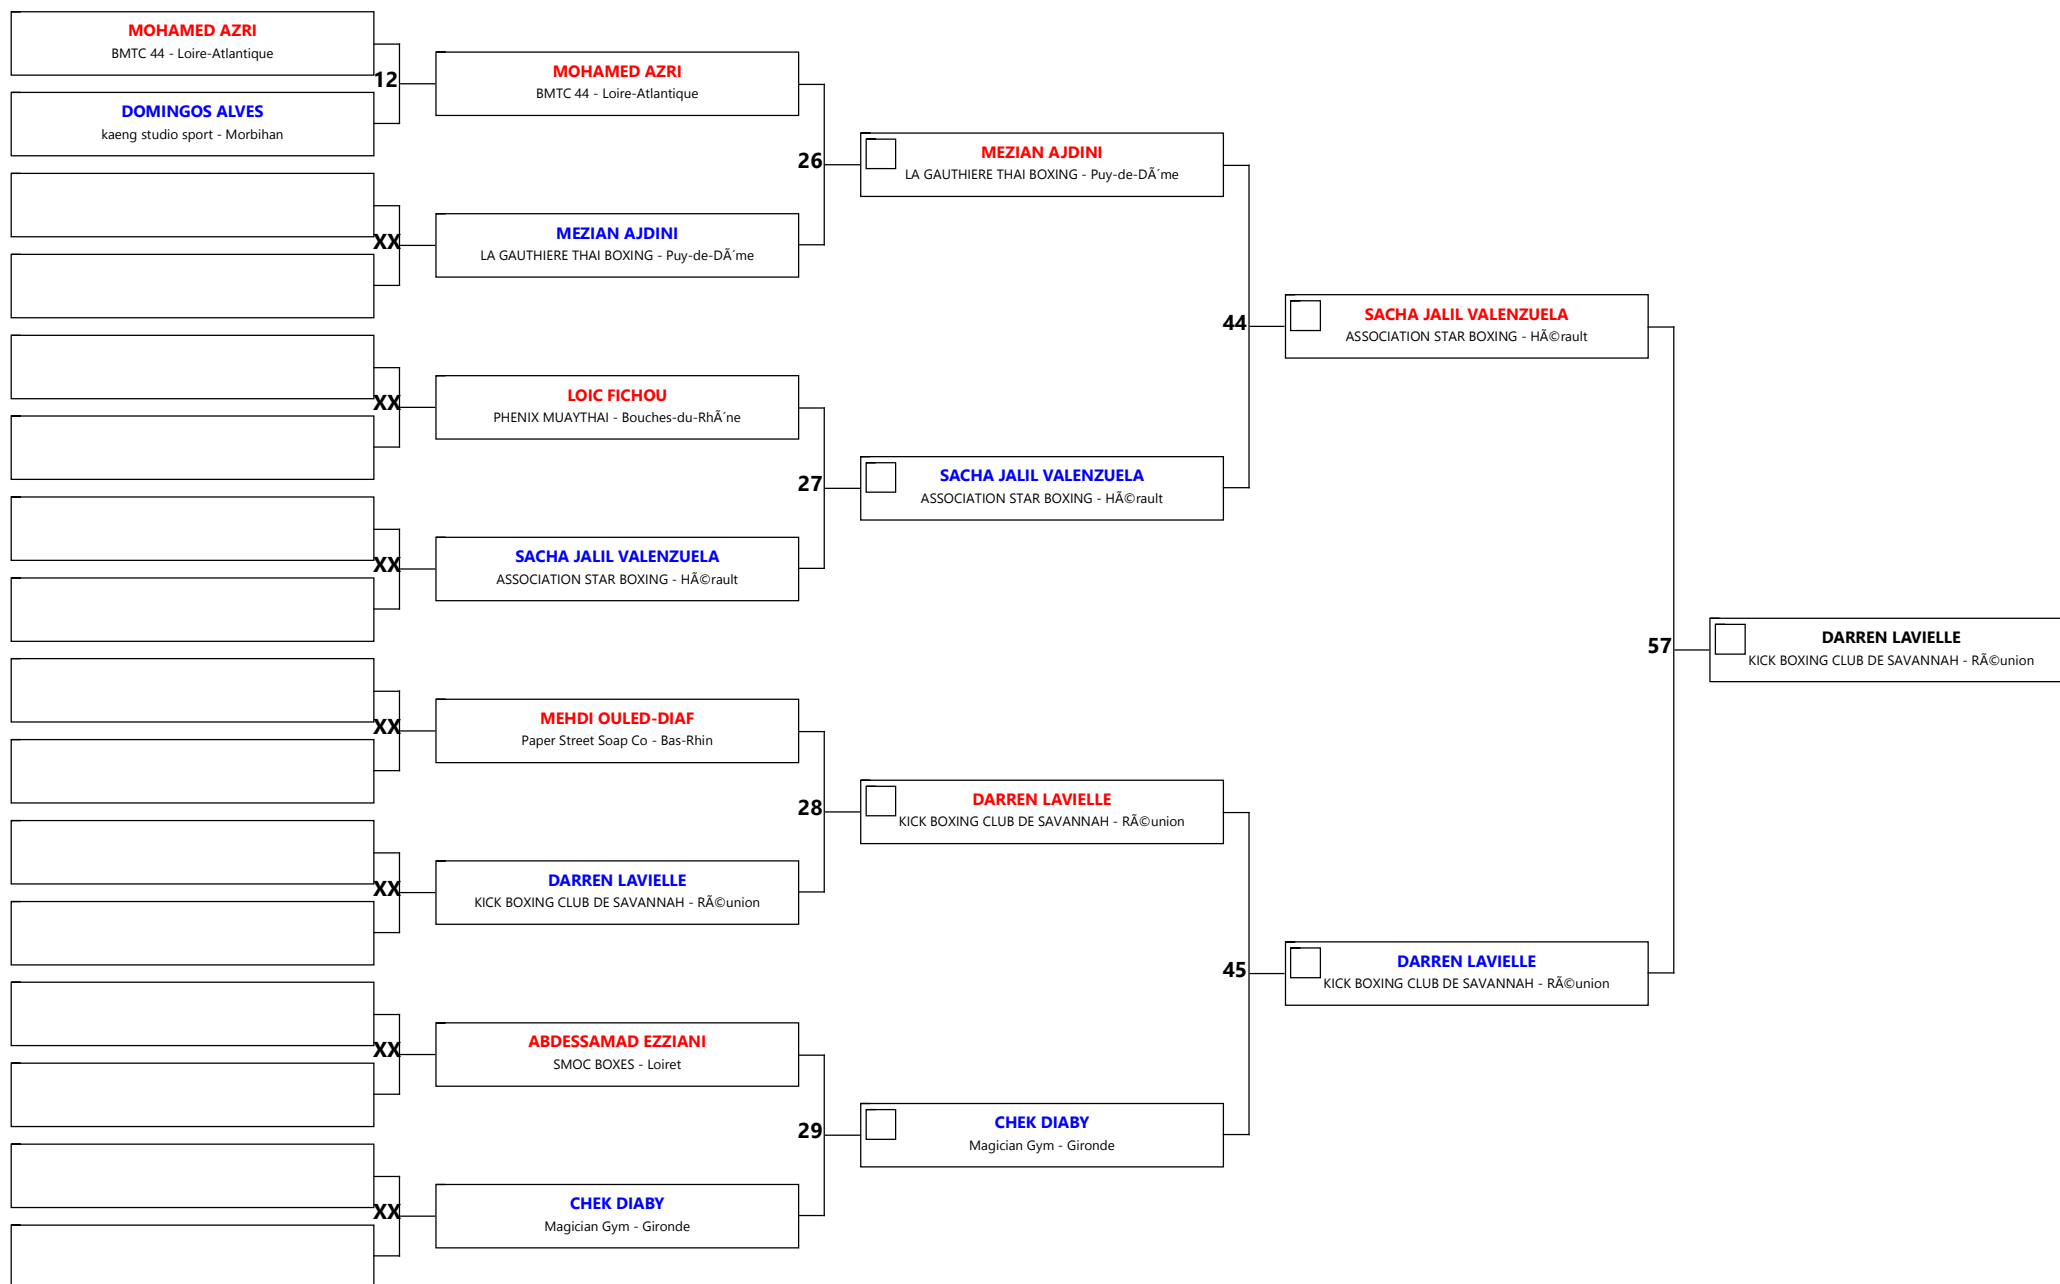 MOHAMED AZRI
BMTC 44 - Loire-Atlantique
12
DOMINGOS ALVES
kaeng studio sport - Morbihan
XX
XX
XX
XX
XX
XX
XX
MOHAMED AZRI
BMTC 44 - Loire-Atlantique
26
MEZIAN AJDINI
LA GAUTHIERE THAI BOXING - Puy-de-DÃ´me
LOIC FICHOU
PHENIX MUAYTHAI - Bouches-du-RhÃ´ne
27
SACHA JALIL VALENZUELA
ASSOCIATION STAR BOXING - HÃ©rault
MEHDI OULED-DIAF
Paper Street Soap Co - Bas-Rhin
28
DARREN LAVIELLE
KICK BOXING CLUB DE SAVANNAH - RÃ©union
ABDESSAMAD EZZIANI
SMOC BOXES - Loiret
29
CHEK DIABY
Magician Gym - Gironde
MEZIAN AJDINI
LA GAUTHIERE THAI BOXING - Puy-de-DÃ´me
44
SACHA JALIL VALENZUELA
ASSOCIATION STAR BOXING - HÃ©rault
DARREN LAVIELLE
KICK BOXING CLUB DE SAVANNAH - RÃ©union
45
CHEK DIABY
Magician Gym - Gironde
SACHA JALIL VALENZUELA
ASSOCIATION STAR BOXING - HÃ©rault
57
DARREN LAVIELLE
KICK BOXING CLUB DE SAVANNAH - RÃ©union
DARREN LAVIELLE
KICK BOXING CLUB DE SAVANNAH - RÃ©union